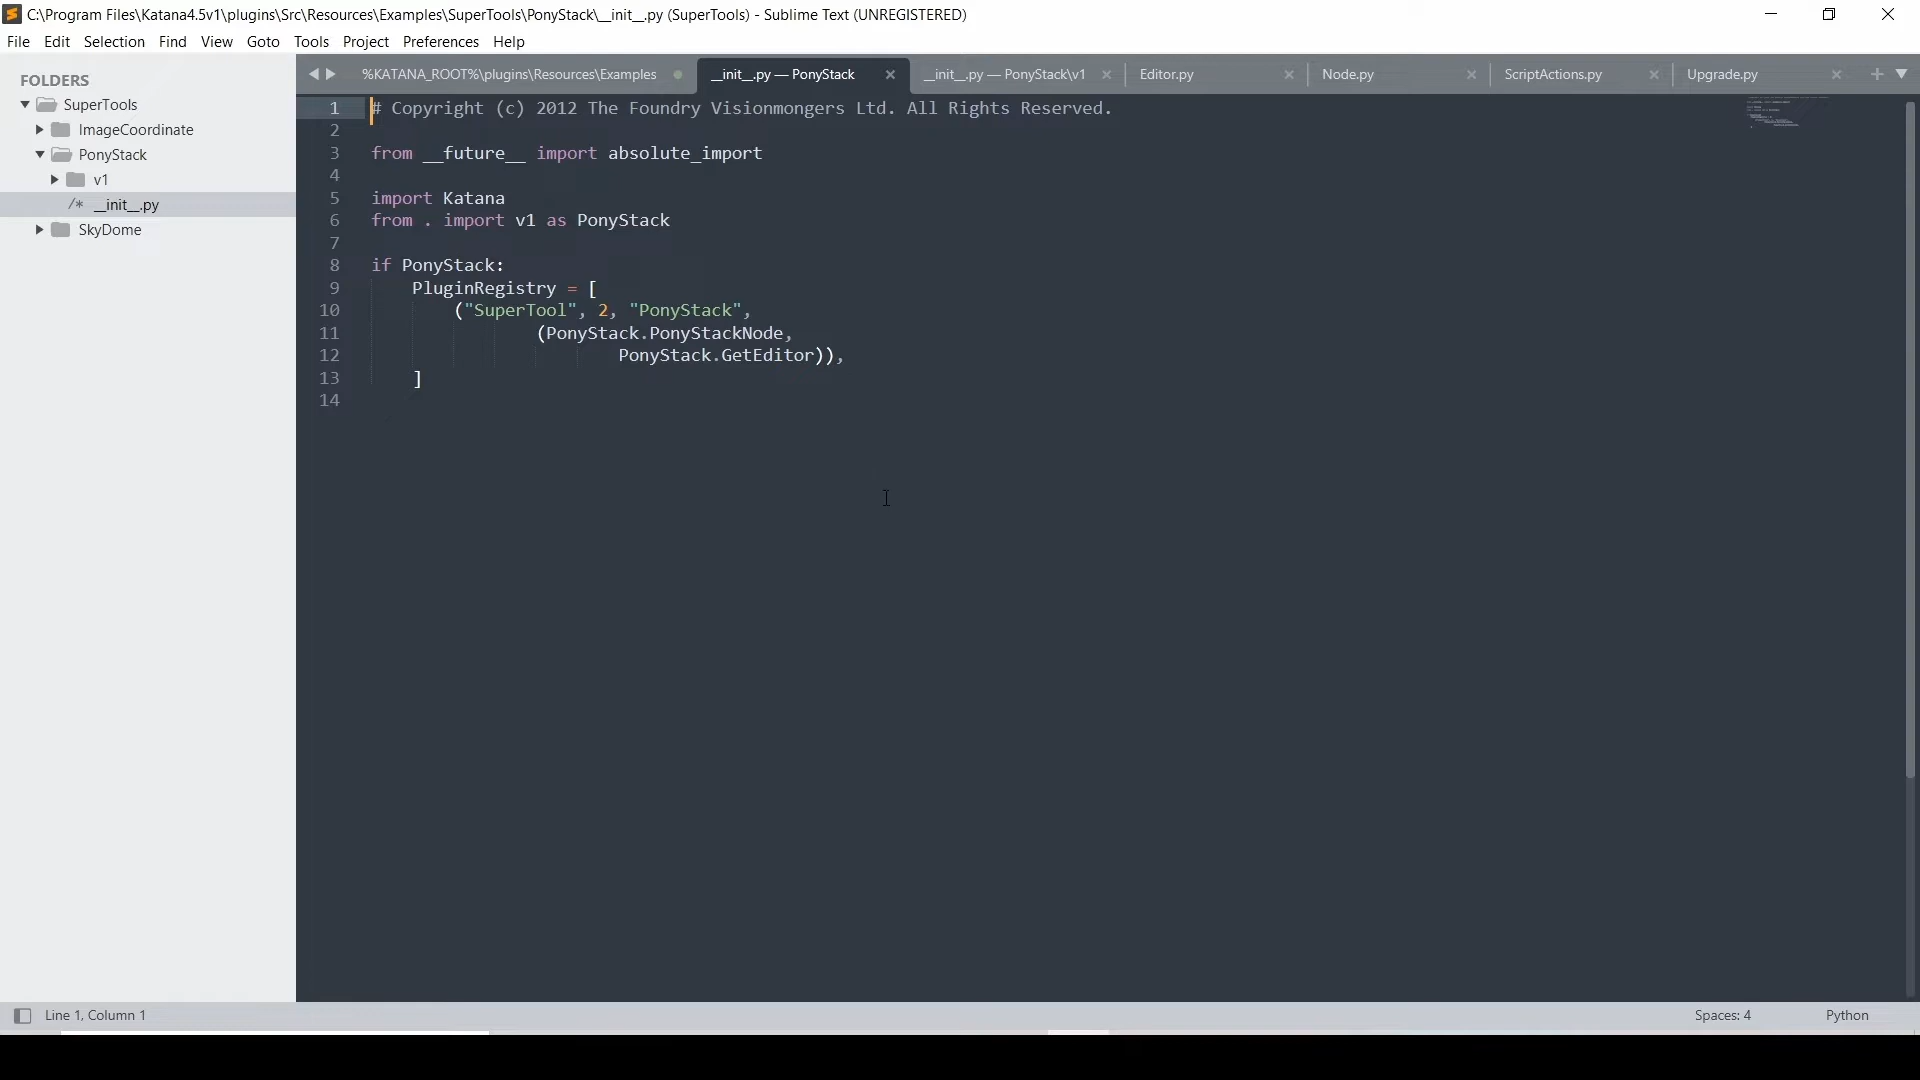 C:\Program Files\Katana4.5v1\plugins\Src\Resources\Examples\SuperTools\PonyStack\__init__.py (SuperTools) - Sublime Text (UNREGISTERED)
File Edit Selection Find View Goto Tools Project Preferences Help
FOLDERS
SuperTools
ImageCoordinate
PonyStack
v1
/* __init__.py
SkyDome
%KATANA_ROOT%\plugins\Resources\Examples
__init__.py — PonyStack
__init__.py — PonyStack\v1
Editor.py
Node.py
ScriptActions.py
Upgrade.py
1 # Copyright (c) 2012 The Foundry Visionmongers Ltd. All Rights Reserved.
2
3 from __future__ import absolute_import
4
5 import Katana
6 from . import v1 as PonyStack
7
8 if PonyStack:
9     PluginRegistry = [
10         ("SuperTool", 2, "PonyStack",
11                 (PonyStack.PonyStackNode,
12                         PonyStack.GetEditor)),
13     ]
14
Line 1, Column 1
Spaces: 4
Python